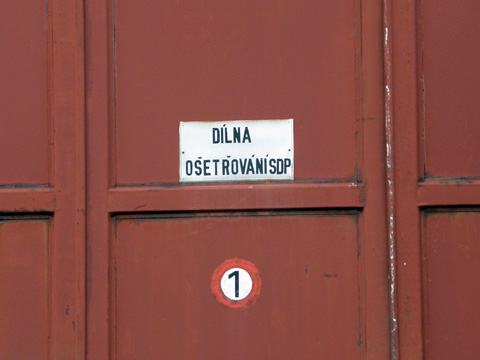 DÍLNA
OŠETŘOVÁNÍ SDP
1